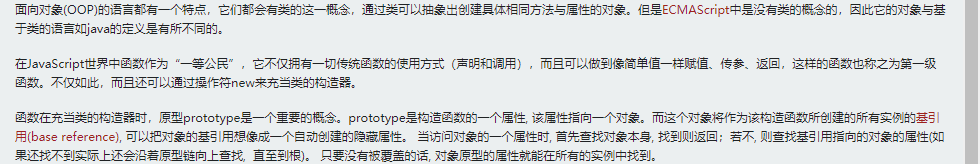 面向对象(OOP)的语言都有一个特点，它们都会有类的这一概念，通过类可以抽象出创建具体相同方法与属性的对象。但是ECMAScript中是没有类的概念的，因此它的对象与基
于类的语言如java的定义是有所不同的。
在JavaScript世界中函数作为“一等公民”，它不仅拥有一切传统函数的使用方式（声明和调用），而且可以做到像简单值一样赋值、传参、返回，这样的函数也称之为第一级
函数。不仅如此，而且还可以通过操作符new来充当类的构造器。
函数在充当类的构造器时，原型prototype是一个重要的概念。prototype是构造函数的一个属性, 该属性指向一个对象。而这个对象将作为该构造函数所创建的所有实例的基引
用(base reference), 可以把对象的基引用想像成一个自动创建的隐藏属性。 当访问对象的一个属性时, 首先查找对象本身, 找到则返回；若不, 则查找基引用指向的对象的属性(如
果还找不到实际上还会沿着原型链向上查找,  直至到根)。 只要没有被覆盖的话, 对象原型的属性就能在所有的实例中找到。